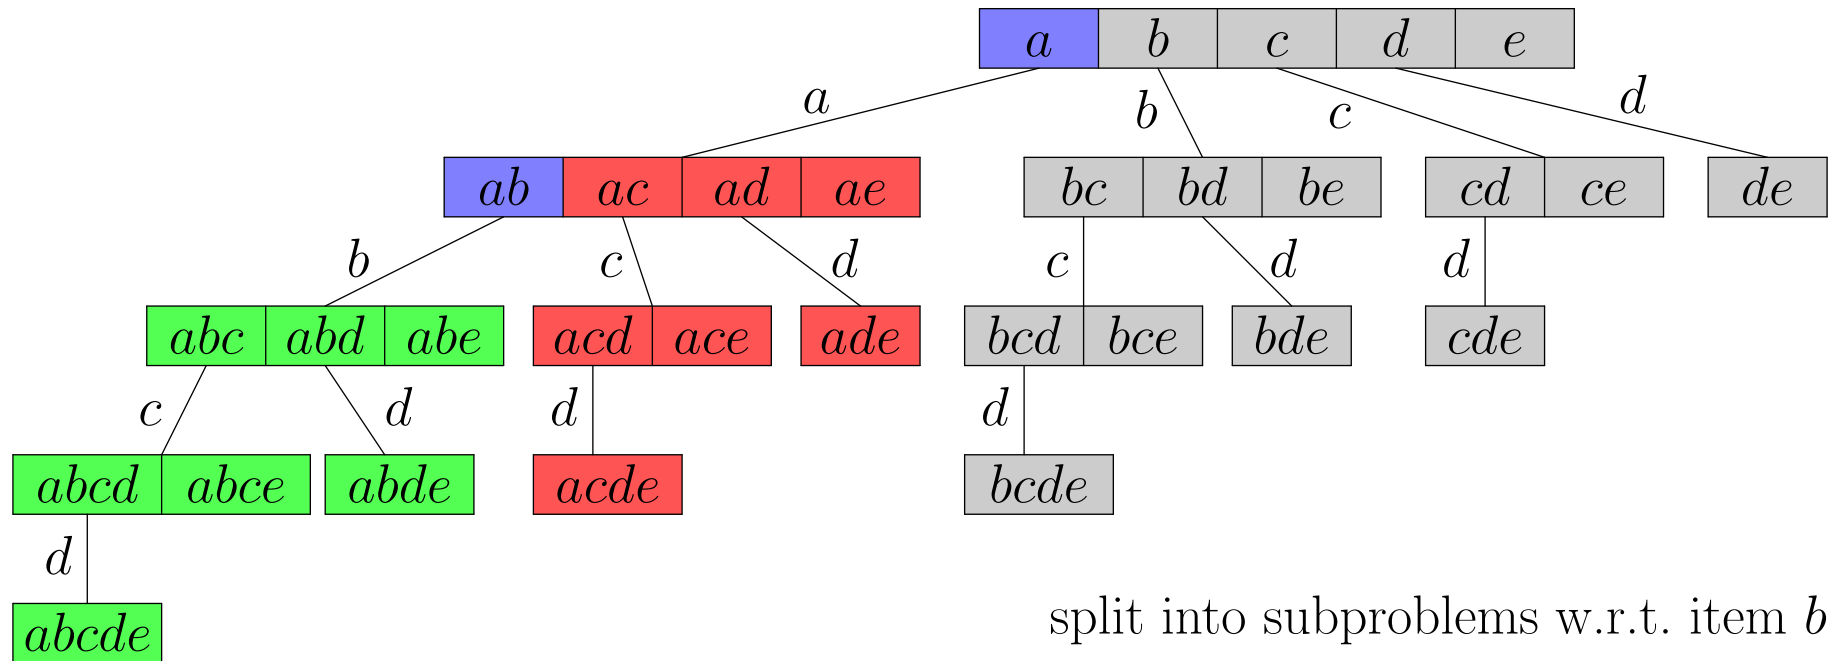 a b c d e
a b c d
ab ac ad ae bc bd be cd ce de
b c d c d d
abc abd abe acd ace ade bcd bce bde cde
c d d d
abcd abce abde acde bcde
d
split into subproblems w.r.t. item b
abcde